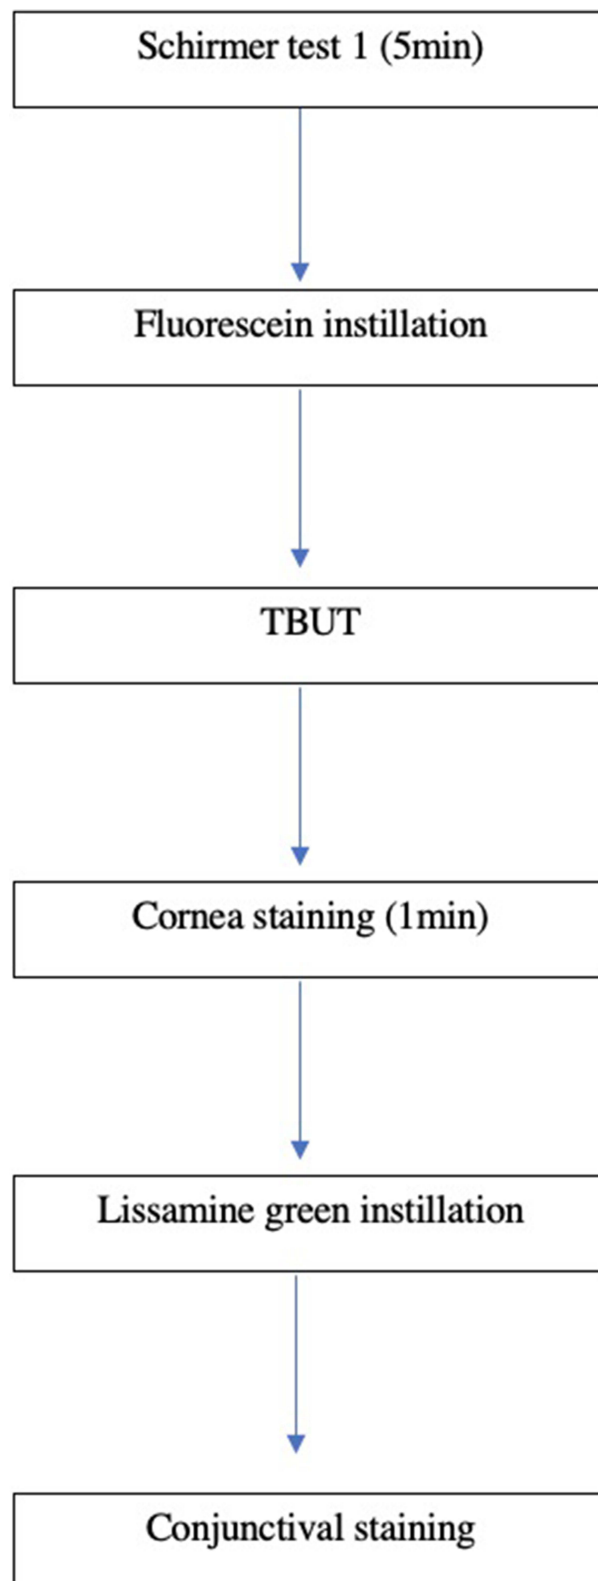 Schirmer test 1 (5min)
Fluorescein instillation
TBUT
Cornea staining (1min)
Lissamine green instillation
Conjunctival staining